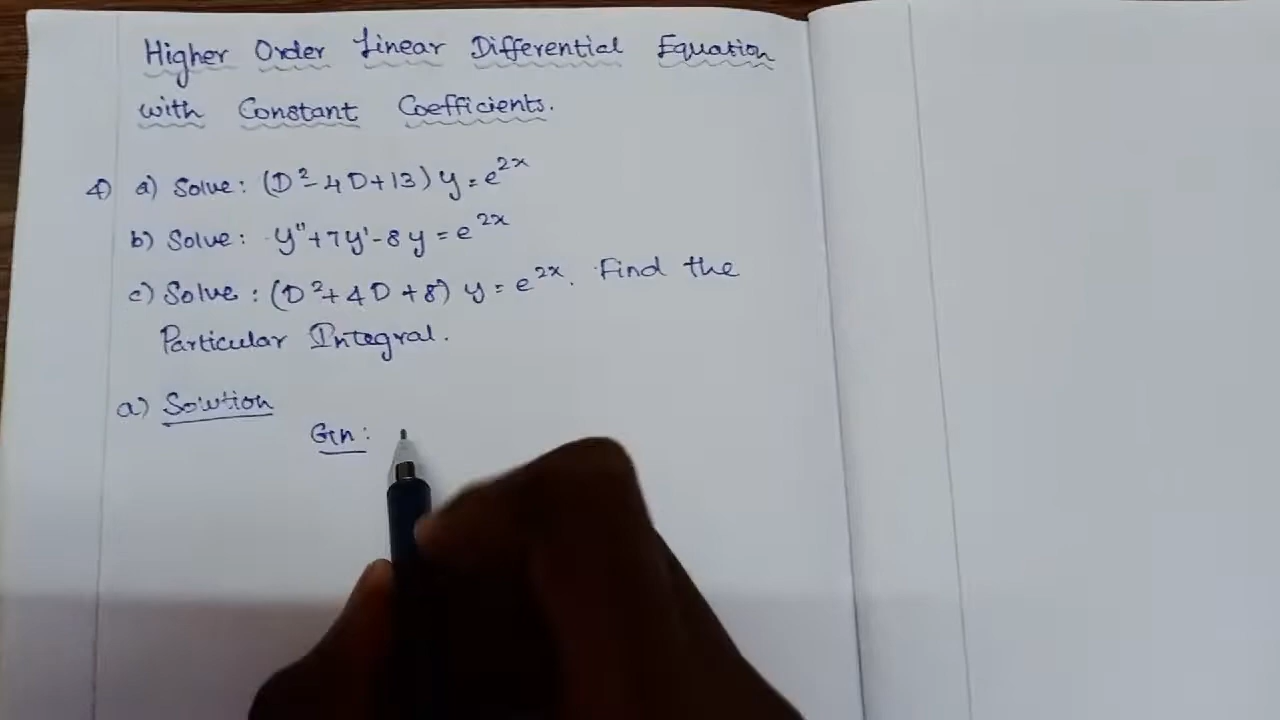 Higher Order Linear Differential Equation
with Constant Coefficients.
4) a) Solve: (D²-4D+13) y = e^{2x}
b) Solve: y"+7y'-8y = e^{2x}
c) Solve: (D²+4D+8) y = e^{2x}. Find the
Particular Integral.
a) Solution
Gn: